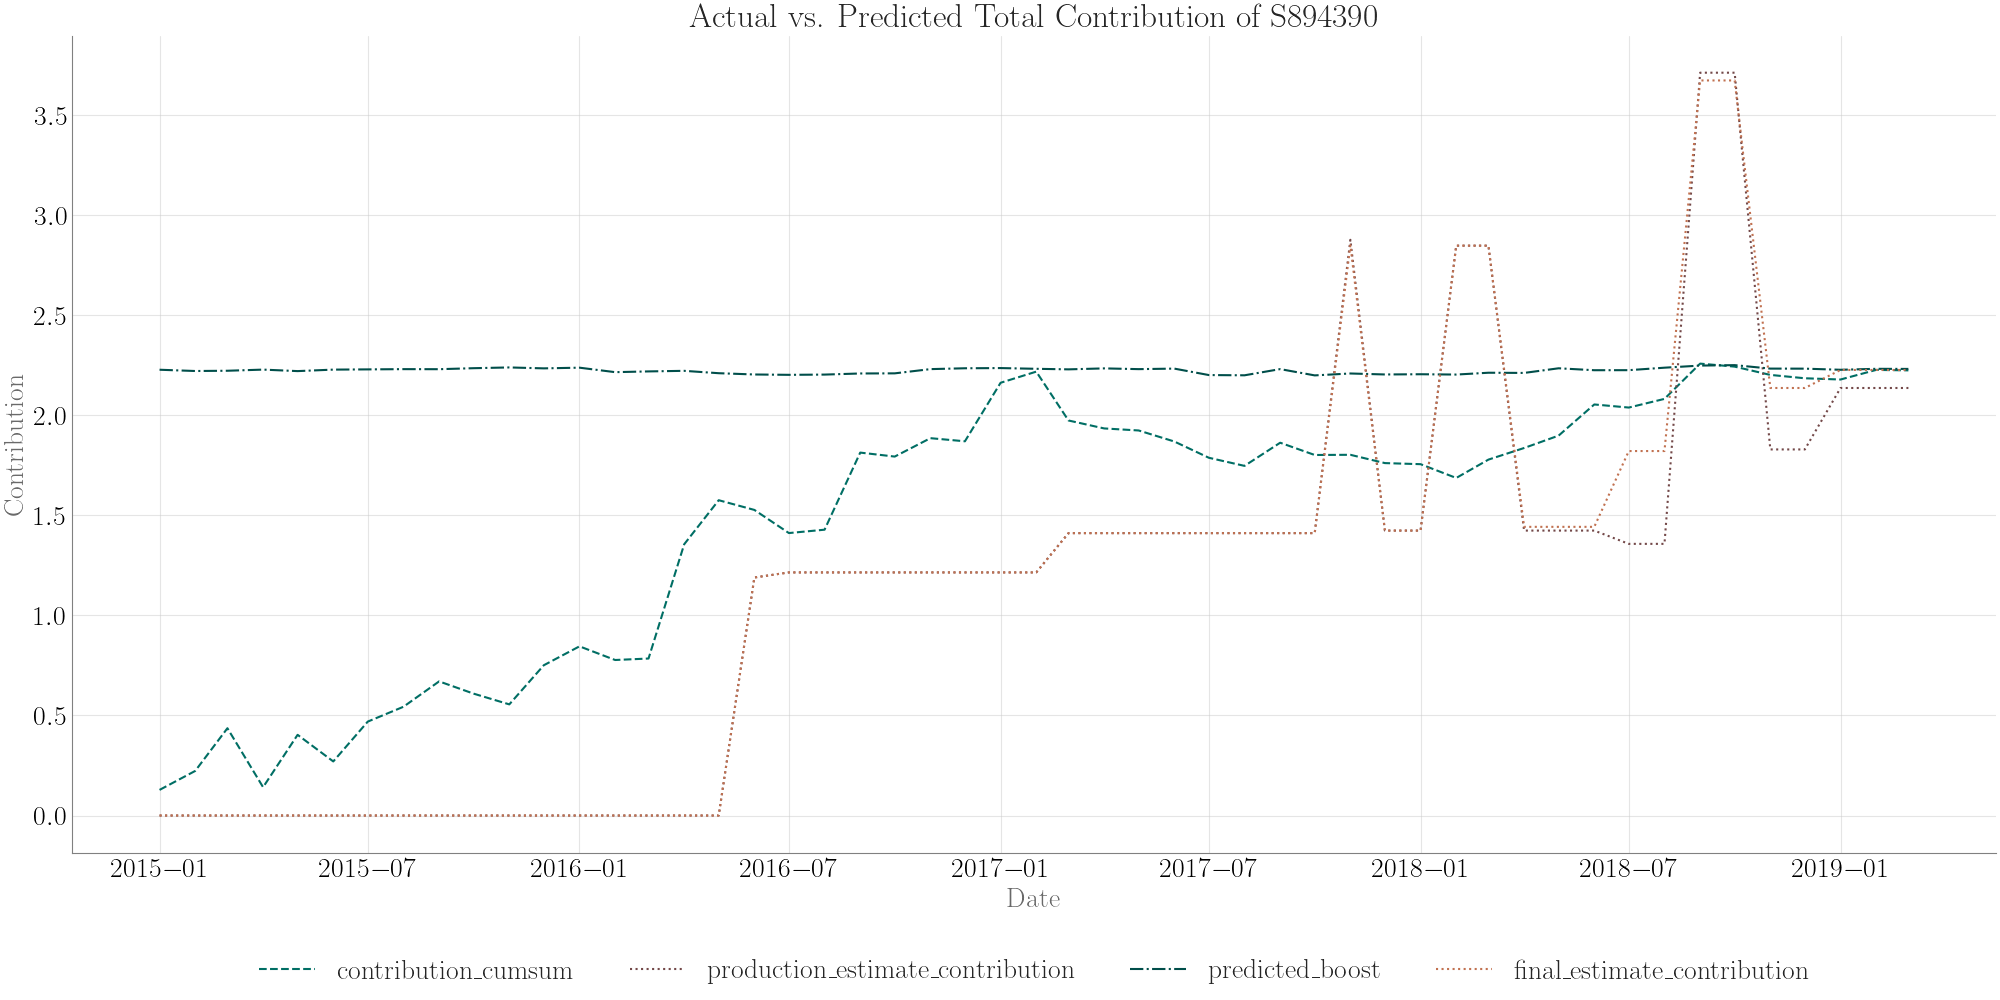 Actual vs. Predicted Total Contribution of S894390
Contribution
3.5
3.0
2.5
2.0
1.5
1.0
0.5
0.0
2015−01 2015−07 2016−01 2016−07 2017−01 2017−07 2018−01 2018−07 2019−01
Date
contribution_cumsum production_estimate_contribution predicted_boost final_estimate_contribution